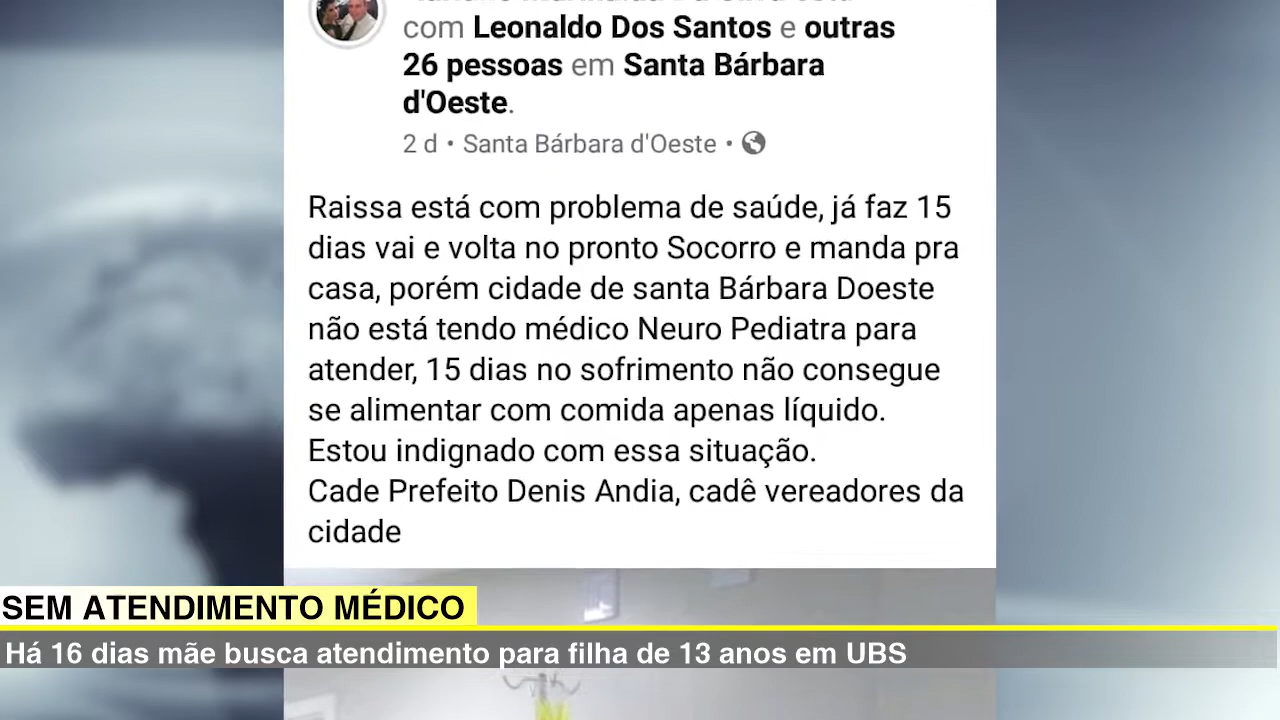 com Leonaldo Dos Santos e outras
26 pessoas em Santa Bárbara
d'Oeste.
2 d • Santa Bárbara d'Oeste •
Raissa está com problema de saúde, já faz 15
dias vai e volta no pronto Socorro e manda pra
casa, porém cidade de santa Bárbara Doeste
não está tendo médico Neuro Pediatra para
atender, 15 dias no sofrimento não consegue
se alimentar com comida apenas líquido.
Estou indignado com essa situação.
Cade Prefeito Denis Andia, cadê vereadores da
cidade
SEM ATENDIMENTO MÉDICO
Há 16 dias mãe busca atendimento para filha de 13 anos em UBS